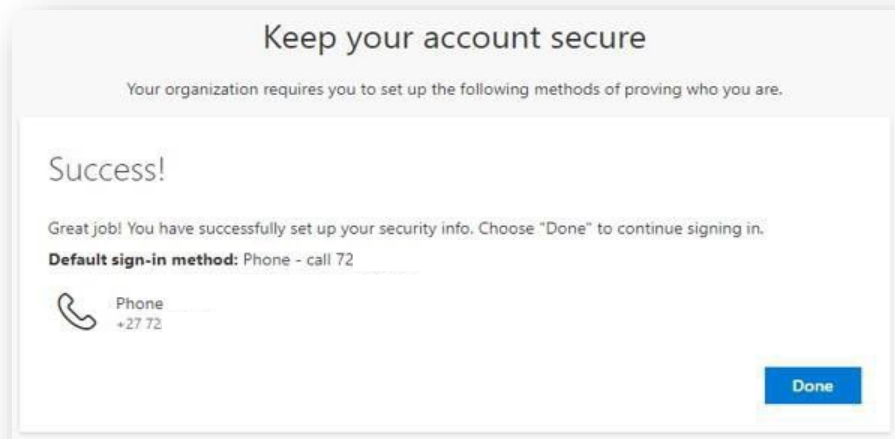 Keep your account secure
Your organization requires you to set up the following methods of proving who you are.
Success!
Great job! You have successfully set up your security info. Choose "Done" to continue signing in.
Default sign-in method: Phone - call 72
Phone
+27 72
Done